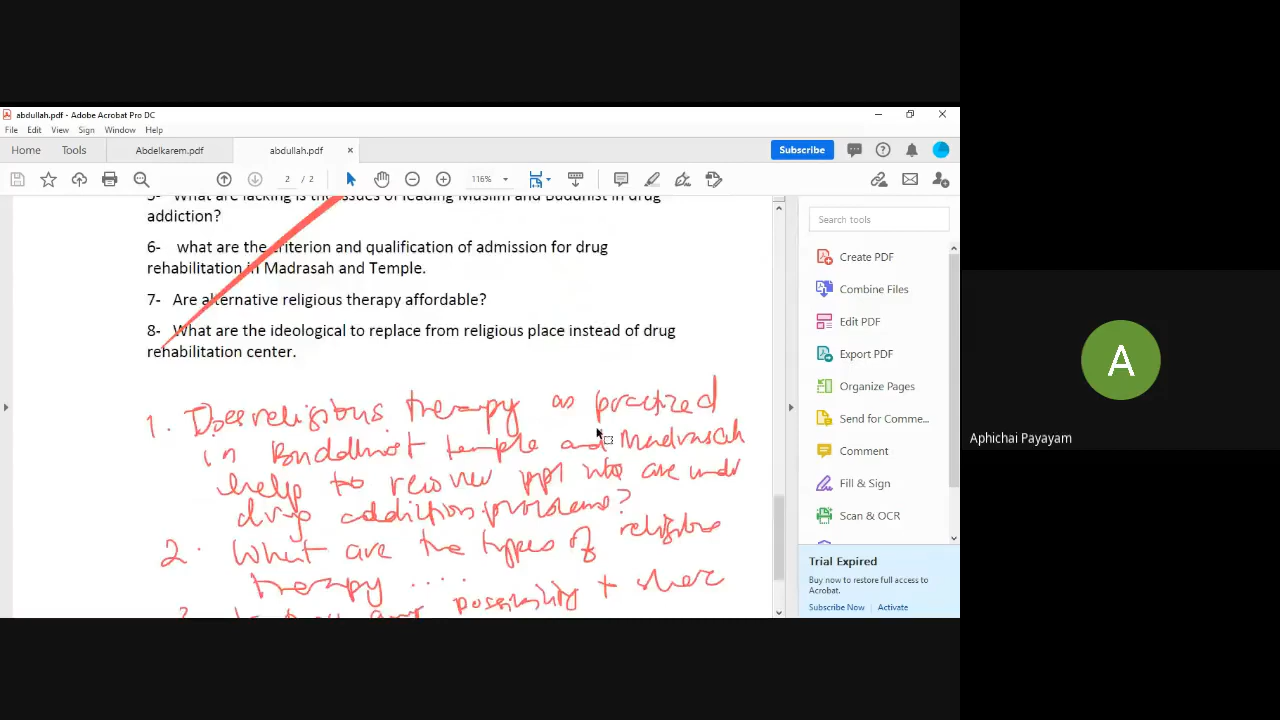 abdullah.pdf - Adobe Acrobat Pro DC
File Edit View Sign Window Help
Home Tools Abdelkarem.pdf abdullah.pdf × Subscribe
2 / 2 116%
addiction?
6- what are the criterion and qualification of admission for drug
rehabilitation in Madrasah and Temple.
7- Are alternative religious therapy affordable?
8- What are the ideological to replace from religious place instead of drug
rehabilitation center.
1. Does religious therapy as practized
in Buddhist temple and Madrasah
help to recover ppl who are undr
drug addiction problems?
2. What are the types of religious
therapy ....
possibility + share
Search tools
Create PDF
Combine Files
Edit PDF
Export PDF
Organize Pages
Send for Comme...
Comment
Fill & Sign
Scan & OCR
Trial Expired
Buy now to restore full access to
Acrobat.
Subscribe Now Activate
A
Aphichai Payayam